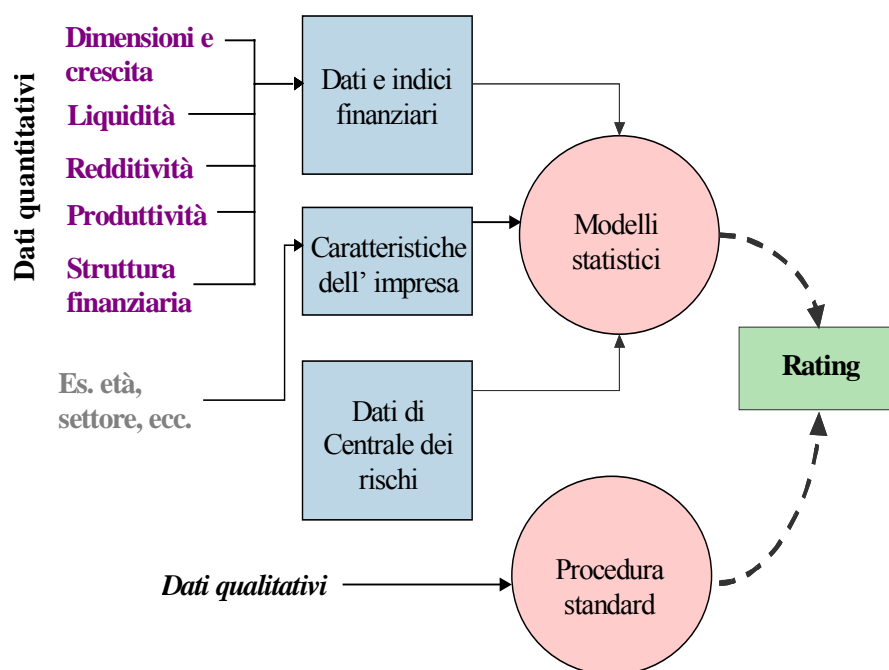 Dati quantitativi
Dimensioni e
crescita
Liquidità
Redditività
Produttività
Struttura
finanziaria
Es. età,
settore, ecc.
Dati e indici
finanziari
Caratteristiche
dell’ impresa
Dati di
Centrale dei
rischi
Modelli
statistici
Rating
Dati qualitativi
Procedura
standard